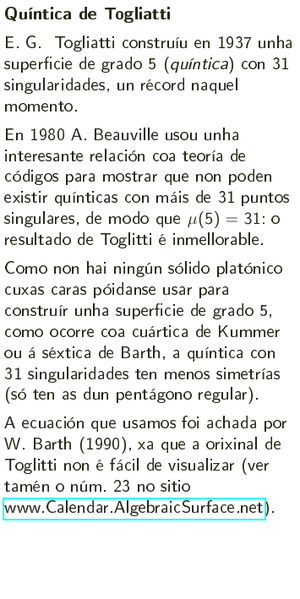 Quíntica de Togliatti
E. G. Togliatti construíu en 1937 unha
superficie de grado 5 (quíntica) con 31
singularidades, un récord naquel
momento.
En 1980 A. Beauville usou unha
interesante relación coa teoría de
códigos para mostrar que non poden
existir quínticas con máis de 31 puntos
singulares, de modo que μ(5) = 31: o
resultado de Toglitti é inmellorable.
Como non hai ningún sólido platónico
cuxas caras póidanse usar para
construír unha superficie de grado 5,
como ocorre coa cuártica de Kummer
ou á séxtica de Barth, a quíntica con
31 singularidades ten menos simetrías
(só ten as dun pentágono regular).
A ecuación que usamos foi achada por
W. Barth (1990), xa que a orixinal de
Toglitti non é fácil de visualizar (ver
tamén o núm. 23 no sitio
www.Calendar.AlgebraicSurface.net).